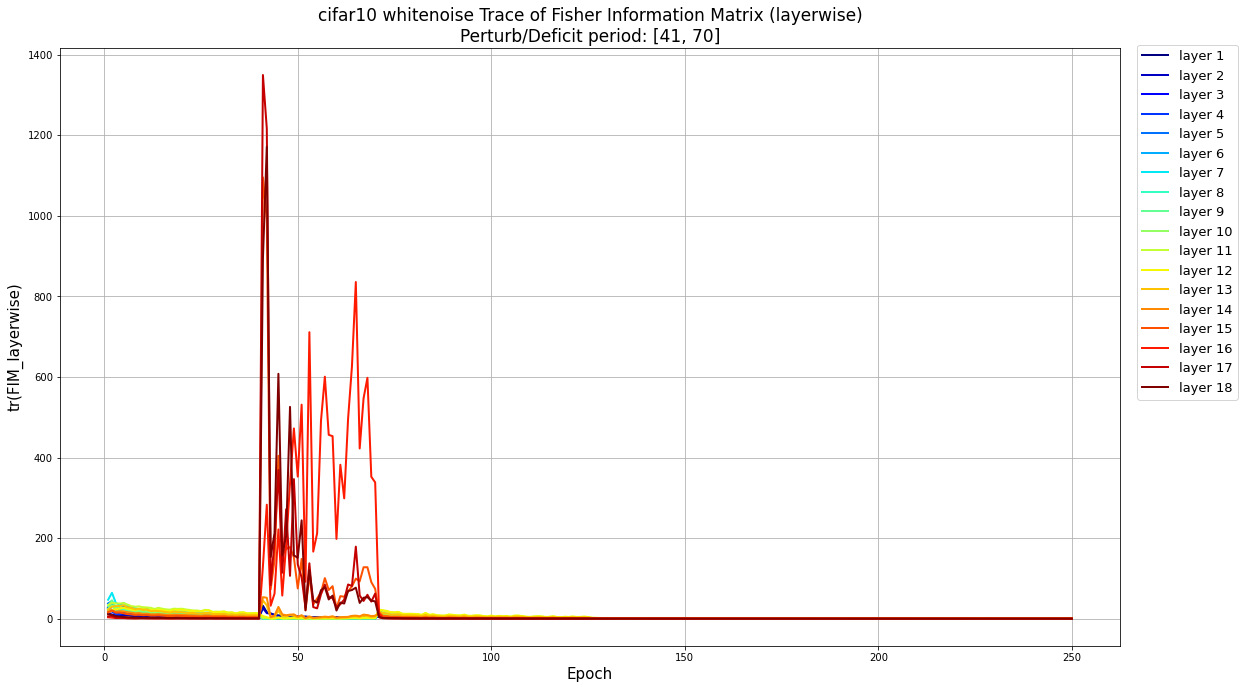 cifar10 whitenoise Trace of Fisher Information Matrix (layerwise)
Perturb/Deficit period: [41, 70]
1400
1200
1000
800
600
400
200
0
tr(FIM_layerwise)
0
50
100
150
200
250
Epoch
layer 1
layer 2
layer 3
layer 4
layer 5
layer 6
layer 7
layer 8
layer 9
layer 10
layer 11
layer 12
layer 13
layer 14
layer 15
layer 16
layer 17
layer 18